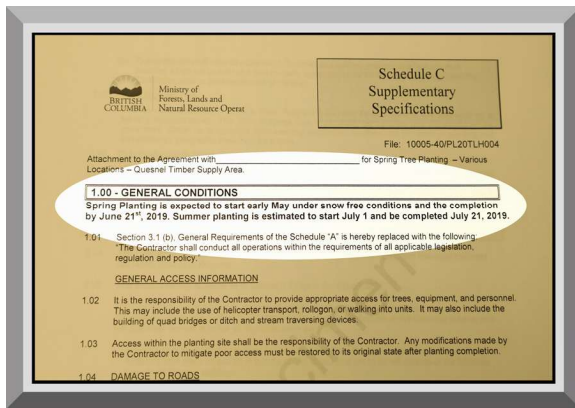 BRITISH
COLUMBIA
Ministry of
Forests, Lands and
Natural Resource Operat
Schedule C
Supplementary
Specifications
File: 10005-40/PL20TLH004
Attachment to the Agreement with____________________ for Spring Tree Planting – Various
Locations – Quesnel Timber Supply Area.
1.00 - GENERAL CONDITIONS
Spring Planting is expected to start early May under snow free conditions and the completion
by June 21st, 2019. Summer planting is estimated to start July 1 and be completed July 21, 2019.
1.01 Section 3.1 (b). General Requirements of the Schedule "A" is hereby replaced with the following:
"The Contractor shall conduct all operations within the requirements of all applicable legislation,
regulation and policy."
GENERAL ACCESS INFORMATION
1.02 It is the responsibility of the Contractor to provide appropriate access for trees, equipment, and personnel.
This may include the use of helicopter transport, rollogon, or walking into units. It may also include the
building of quad bridges or ditch and stream traversing devices.
1.03 Access within the planting site shall be the responsibility of the Contractor. Any modifications made by
the Contractor to mitigate poor access must be restored to its original state after planting completion.
1.04 DAMAGE TO ROADS